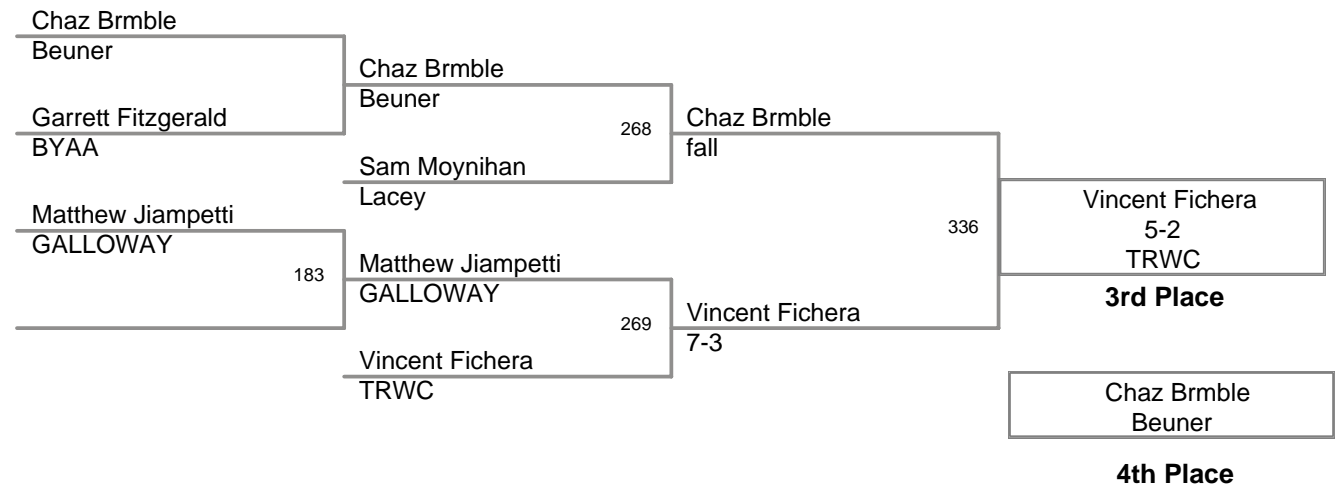 Chaz Brmble
Beuner
Garrett Fitzgerald
BYAA
Matthew Jiampetti
GALLOWAY
183
Chaz Brmble
Beuner
268
Sam Moynihan
Lacey
Matthew Jiampetti
GALLOWAY
269
Vincent Fichera
TRWC
Chaz Brmble
fall
336
Vincent Fichera
7-3
Vincent Fichera
5-2
TRWC
3rd Place
Chaz Brmble
Beuner
4th Place